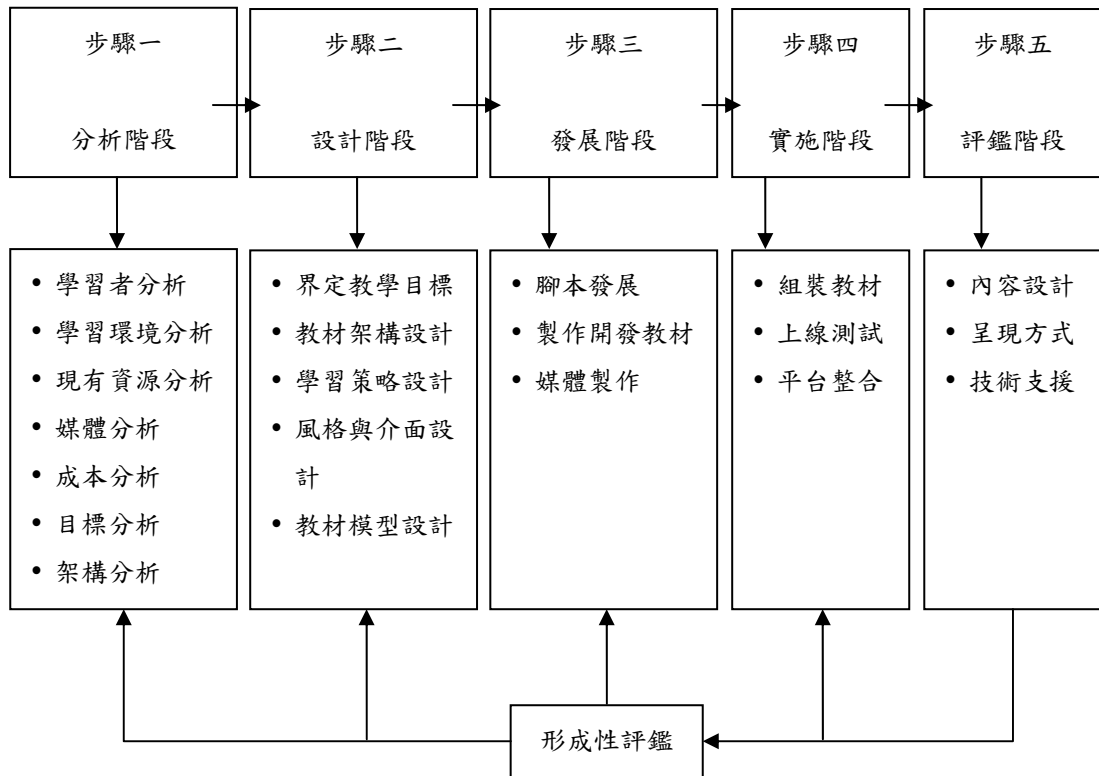 步驟一
分析階段
步驟二
設計階段
步驟三
發展階段
步驟四
實施階段
步驟五
評鑑階段
• 學習者分析
• 學習環境分析
• 現有資源分析
• 媒體分析
• 成本分析
• 目標分析
• 架構分析
• 界定教學目標
• 教材架構設計
• 學習策略設計
• 風格與介面設
計
• 教材模型設計
• 腳本發展
• 製作開發教材
• 媒體製作
• 組裝教材
• 上線測試
• 平台整合
• 內容設計
• 呈現方式
• 技術支援
形成性評鑑